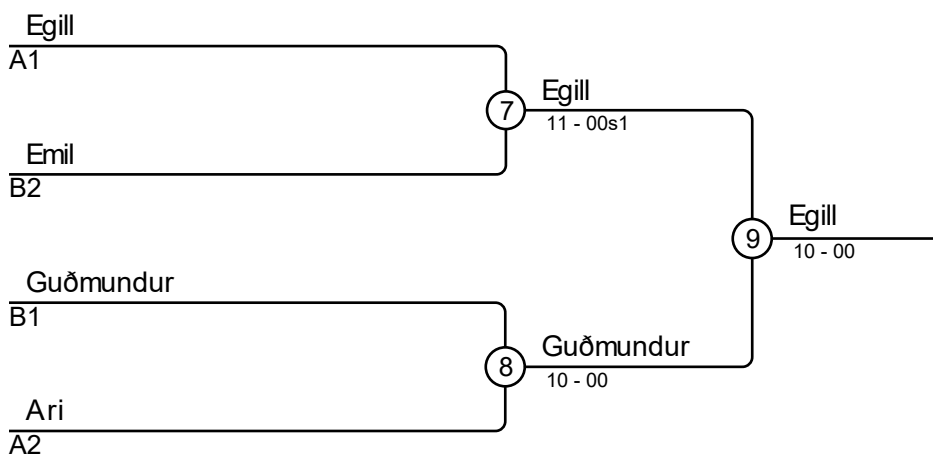 Egill
A1
7
Egill
11 - 00s1
Emil
B2
9
Egill
10 - 00
Guðmundur
B1
8
Guðmundur
10 - 00
Ari
A2